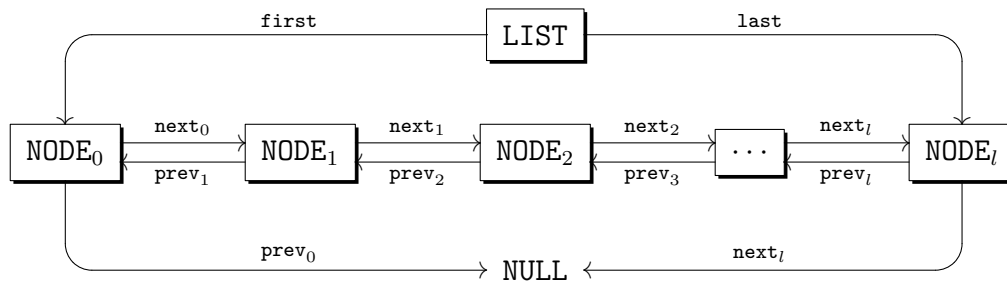 first LIST last
next₀ next₁ next₂ nextₗ
NODE₀ NODE₁ NODE₂ ... NODEₗ
prev₁ prev₂ prev₃ prevₗ
prev₀ NULL nextₗ